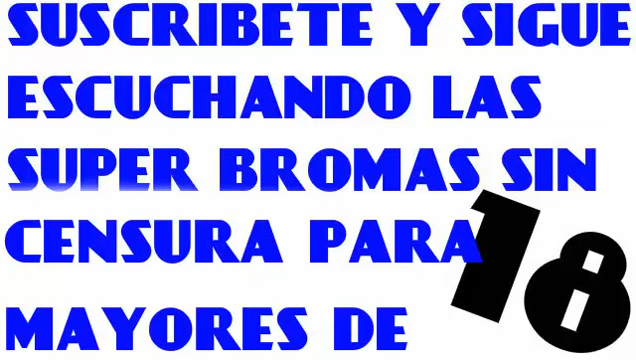 SUSCRIBETE Y SIGUE
ESCUCHANDO LAS
SUPER BROMAS SIN
CENSURA PARA
MAYORES DE 18